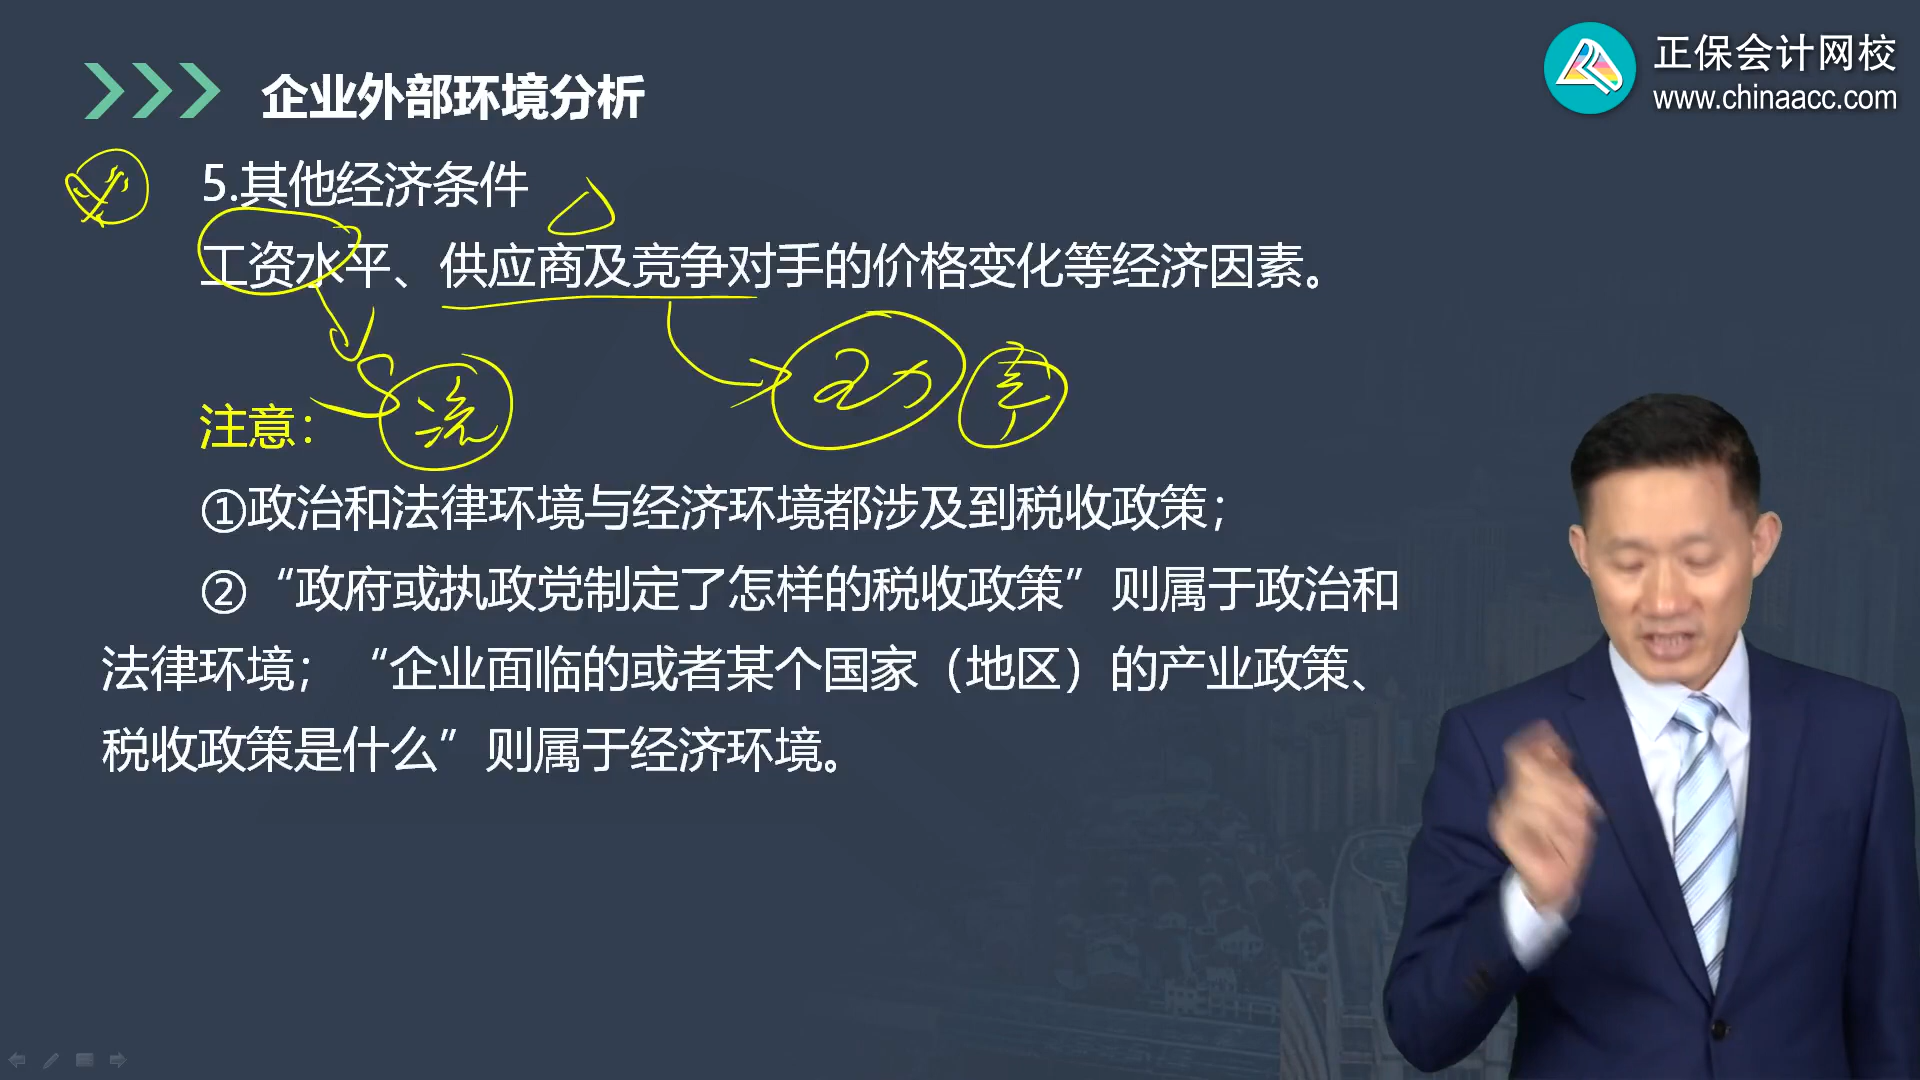 正保会计网校
www.chinaacc.com
企业外部环境分析
5.其他经济条件
工资水平、供应商及竞争对手的价格变化等经济因素。
注意：
①政治和法律环境与经济环境都涉及到税收政策；
②“政府或执政党制定了怎样的税收政策”则属于政治和
法律环境；“企业面临的或者某个国家（地区）的产业政策、
税收政策是什么”则属于经济环境。